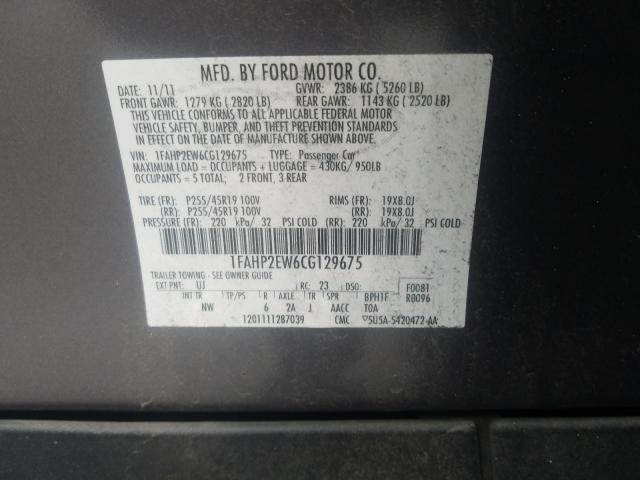 MFD. BY FORD MOTOR CO.
DATE: 11/11 GVWR: 2386 KG ( 5260 LB)
FRONT GAWR: 1279 KG ( 2820 LB) REAR GAWR: 1143 KG ( 2520 LB)
THIS VEHICLE CONFORMS TO ALL APPLICABLE FEDERAL MOTOR
VEHICLE SAFETY, BUMPER, AND THEFT PREVENTION STANDARDS
IN EFFECT ON THE DATE OF MANUFACTURE SHOWN ABOVE.
VIN: 1FAHP2EW6CG129675 TYPE: Passenger Car
MAXIMUM LOAD = OCCUPANTS + LUGGAGE = 430KG/ 950LB
OCCUPANTS = 5 TOTAL; 2 FRONT, 3 REAR
TIRE (FR): P255/45R19 100V RIMS (FR): 19X8.0J
(RR): P255/45R19 100V (RR): 19X8.0J
PRESSURE (FR): 220 kPa/ 32 PSI COLD (RR): 220 kPa/ 32 PSI COLD
1FAHP2EW6CG129675
TRAILER TOWING - SEE OWNER GUIDE
EXT PNT: UJ RC: 23 DSO: F0081
INT TR TP/PS R AXLE TR SPR BPH1F R0096
NW 6 2A J AACC TOA
1201111287039 CMC 5U5A-5420472-AA